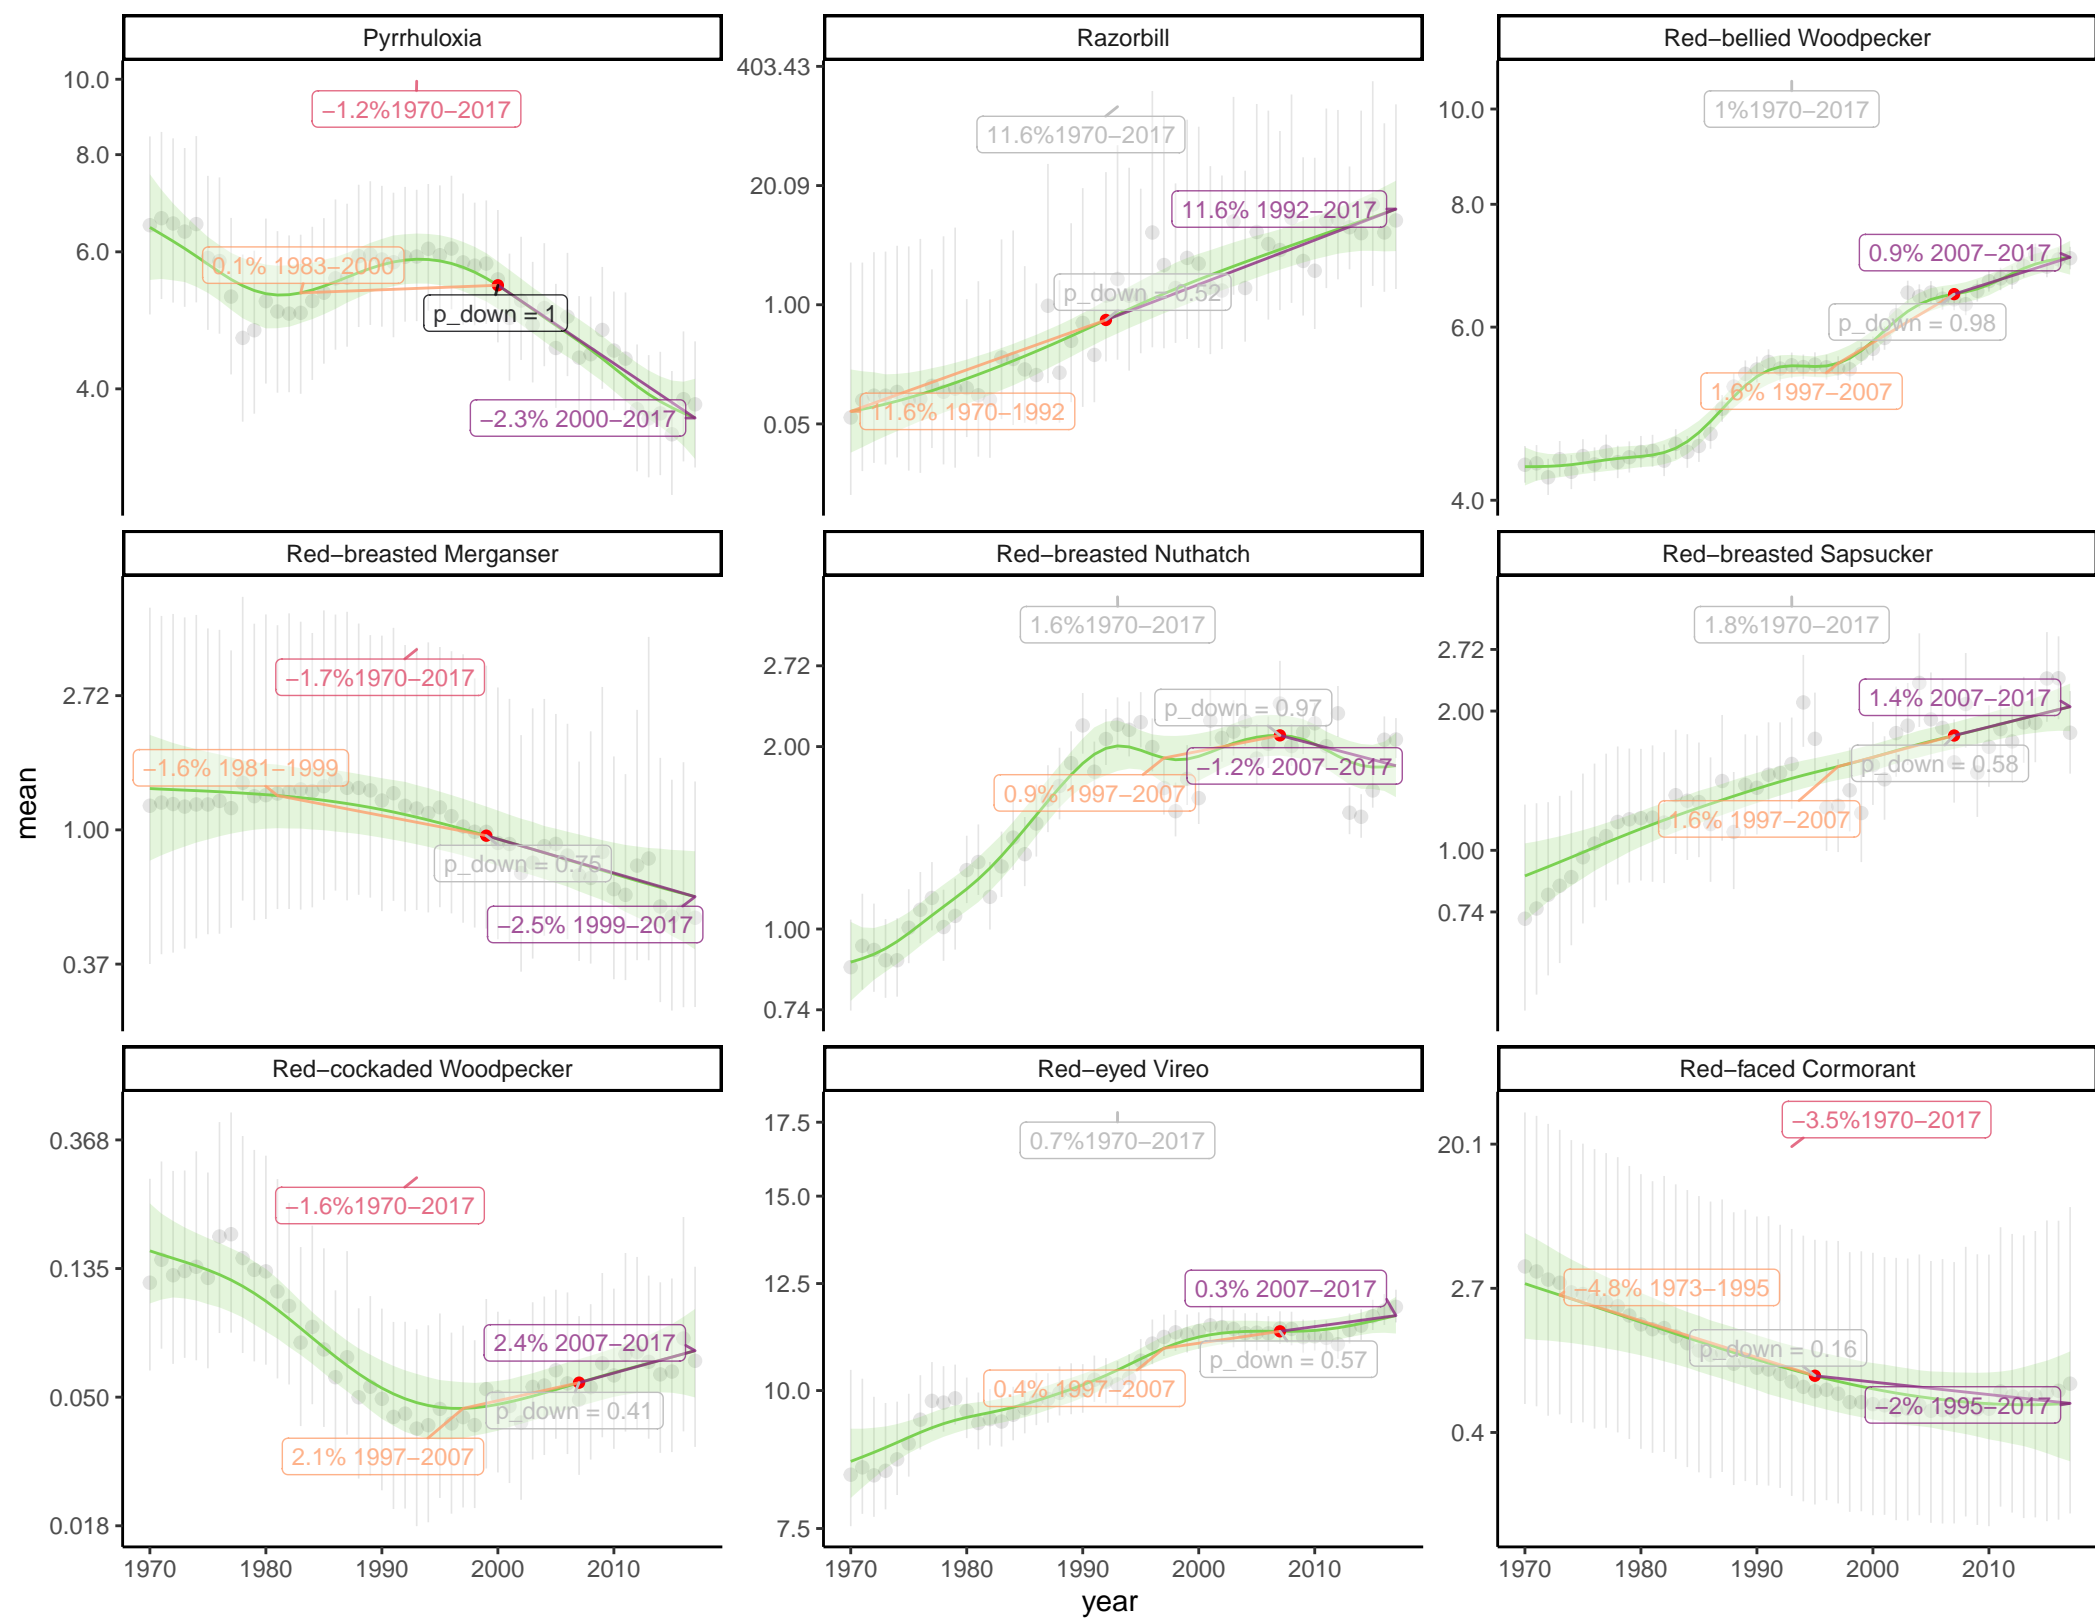 Pyrrhuloxia
10.0
8.0
6.0
4.0
−1.2%1970−2017
0.1% 1983−2000
p_down = 1
−2.3% 2000−2017
Razorbill
403.43
20.09
1.00
0.05
11.6%1970−2017
11.6% 1992−2017
p_down = 0.52
11.6% 1970−1992
Red−bellied Woodpecker
10.0
8.0
6.0
4.0
1%1970−2017
0.9% 2007−2017
p_down = 0.98
1.6% 1997−2007
mean
Red−breasted Merganser
2.72
1.00
0.37
−1.7%1970−2017
−1.6% 1981−1999
p_down = 0.75
−2.5% 1999−2017
Red−breasted Nuthatch
2.72
2.00
1.00
0.74
1.6%1970−2017
p_down = 0.97
−1.2% 2007−2017
0.9% 1997−2007
Red−breasted Sapsucker
2.72
2.00
1.00
0.74
1.8%1970−2017
1.4% 2007−2017
p_down = 0.58
1.6% 1997−2007
Red−cockaded Woodpecker
0.368
0.135
0.050
0.018
−1.6%1970−2017
2.4% 2007−2017
p_down = 0.41
2.1% 1997−2007
1970 1980 1990 2000 2010
Red−eyed Vireo
17.5
15.0
12.5
10.0
7.5
0.7%1970−2017
0.3% 2007−2017
p_down = 0.57
0.4% 1997−2007
1970 1980 1990 2000 2010
Red−faced Cormorant
20.1
2.7
0.4
−3.5%1970−2017
−4.8% 1973−1995
p_down = 0.16
−2% 1995−2017
1970 1980 1990 2000 2010
year